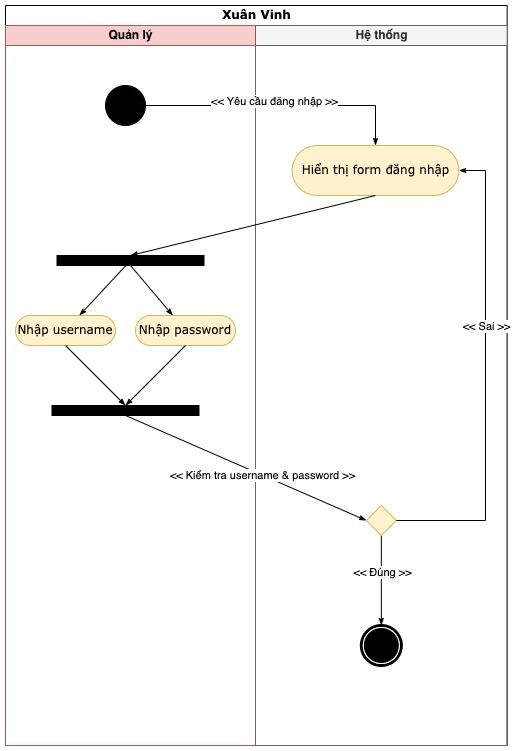 Xuân Vinh
Quản lý
Hệ thống
<< Yêu cầu đăng nhập >>
Hiển thị form đăng nhập
Nhập username
Nhập password
<< Sai >>
<< Kiểm tra username & password >>
<< Đúng >>